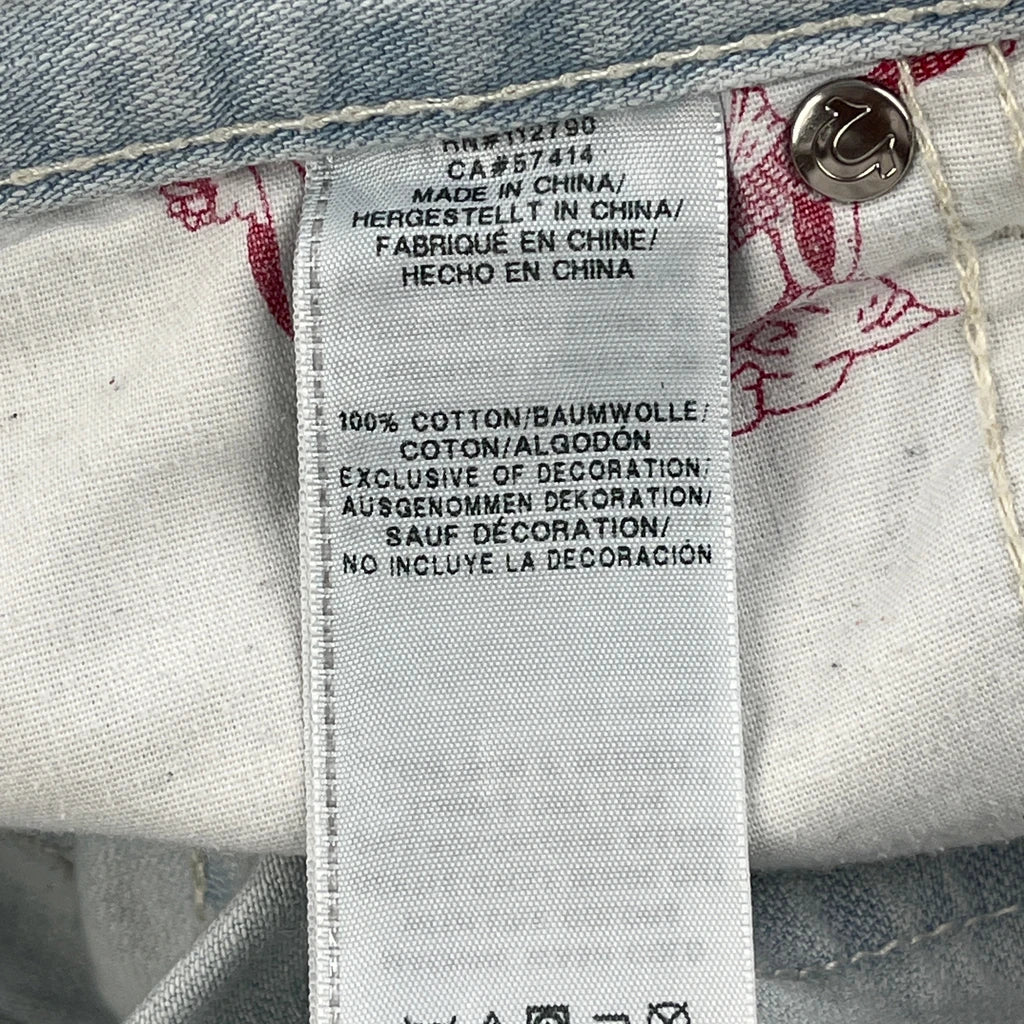 RN#112790
CA#57414
MADE IN CHINA/
HERGESTELLT IN CHINA/
FABRIQUÉ EN CHINE/
HECHO EN CHINA
100% COTTON/BAUMWOLLE/
COTON/ALGODÓN
EXCLUSIVE OF DECORATION/
AUSGENOMMEN DEKORATION/
SAUF DÉCORATION/
NO INCLUYE LA DECORACIÓN